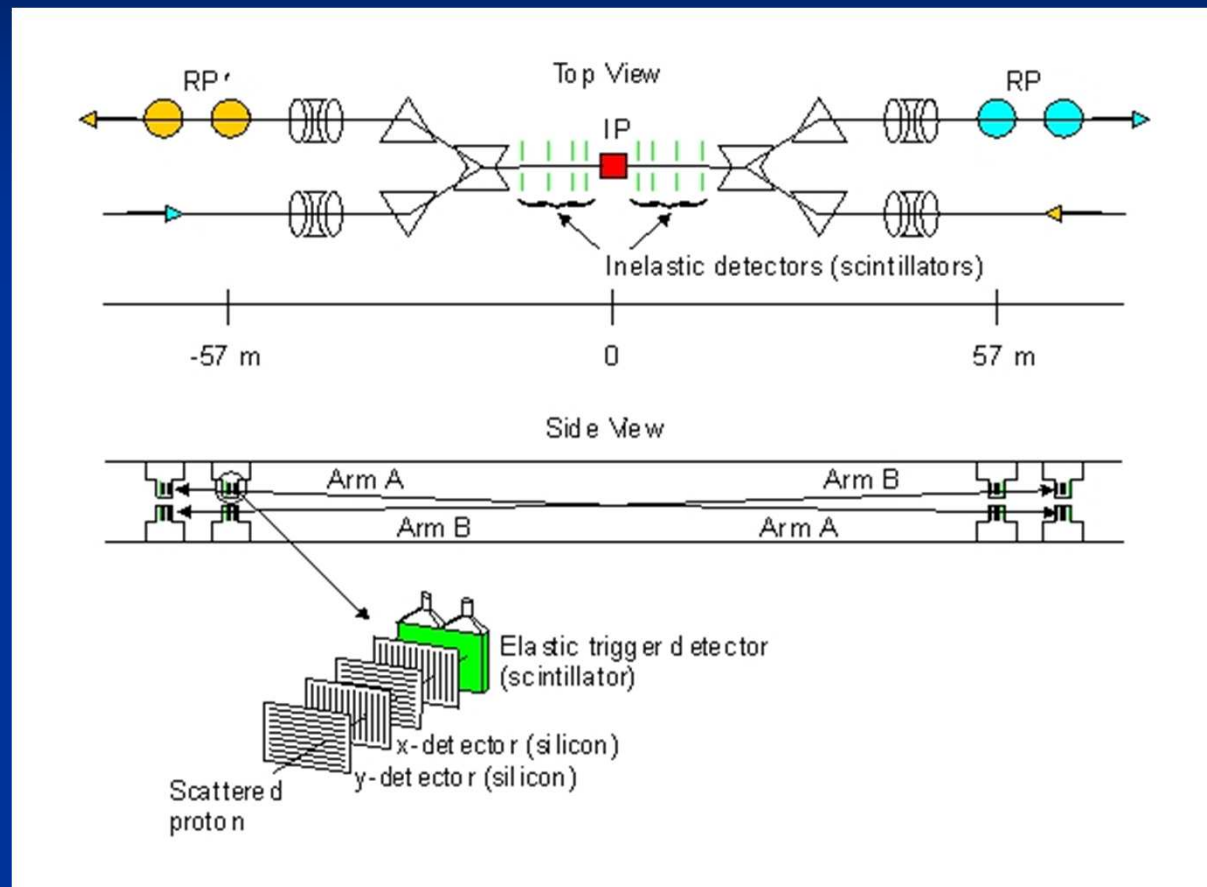 Top View
RP'
RP
IP
Inelastic detectors (scintillators)
-57 m
0
57 m
Side View
Arm A
Arm B
Arm B
Arm A
Elastic trigger detector
(scintillator)
x-detector (silicon)
y-detector (silicon)
Scattered
proton